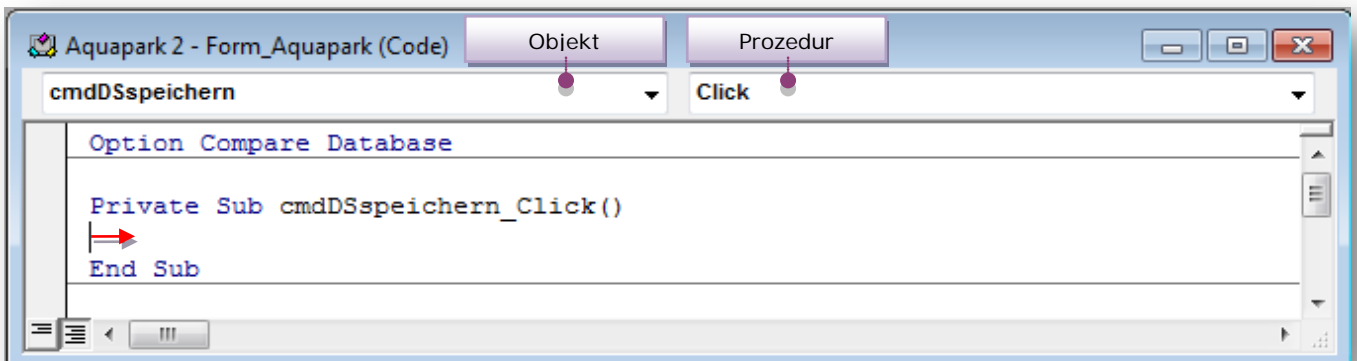 Aquapark 2 - Form_Aquapark (Code)
Objekt
Prozedur
cmdDSspeichern
Click
Option Compare Database
Private Sub cmdDSspeichern_Click()
End Sub